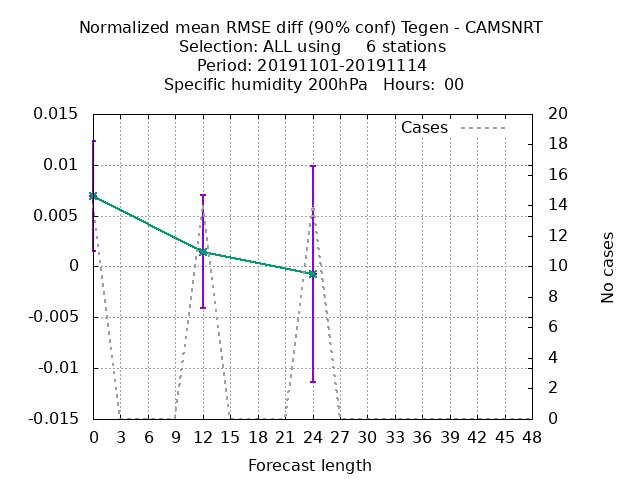 Normalized mean RMSE diff (90% conf) Tegen - CAMSNRT
Selection: ALL using     6 stations
Period: 20191101-20191114
Specific humidity 200hPa   Hours:  00
Cases
0.015
0.01
0.005
0
-0.005
-0.01
-0.015
20
18
16
14
12
10
8
6
4
2
0
No cases
0 3 6 9 12 15 18 21 24 27 30 33 36 39 42 45 48
Forecast length